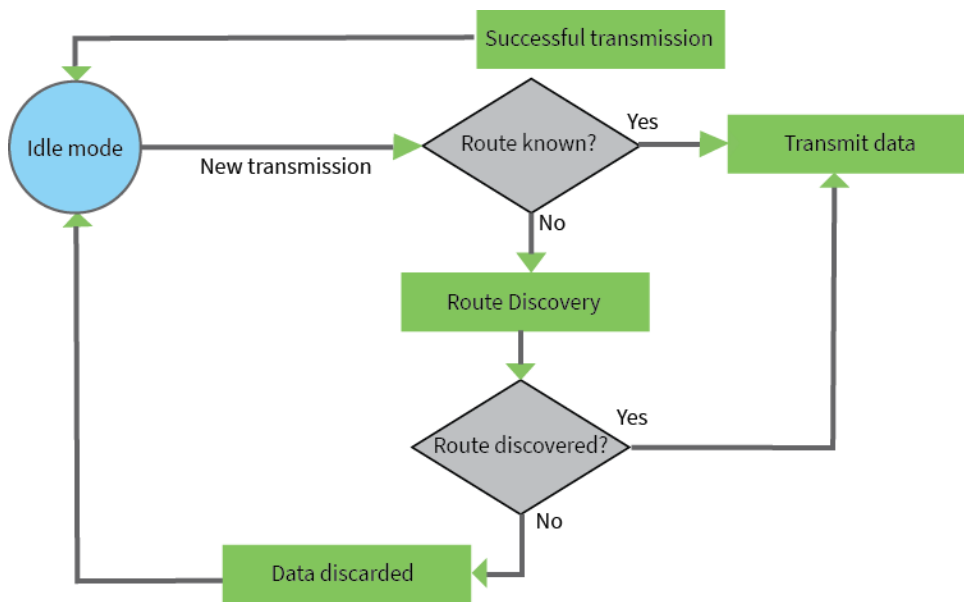 Successful transmission
Idle mode
New transmission
Route known?
Yes
Transmit data
No
Route Discovery
Route discovered?
Yes
No
Data discarded